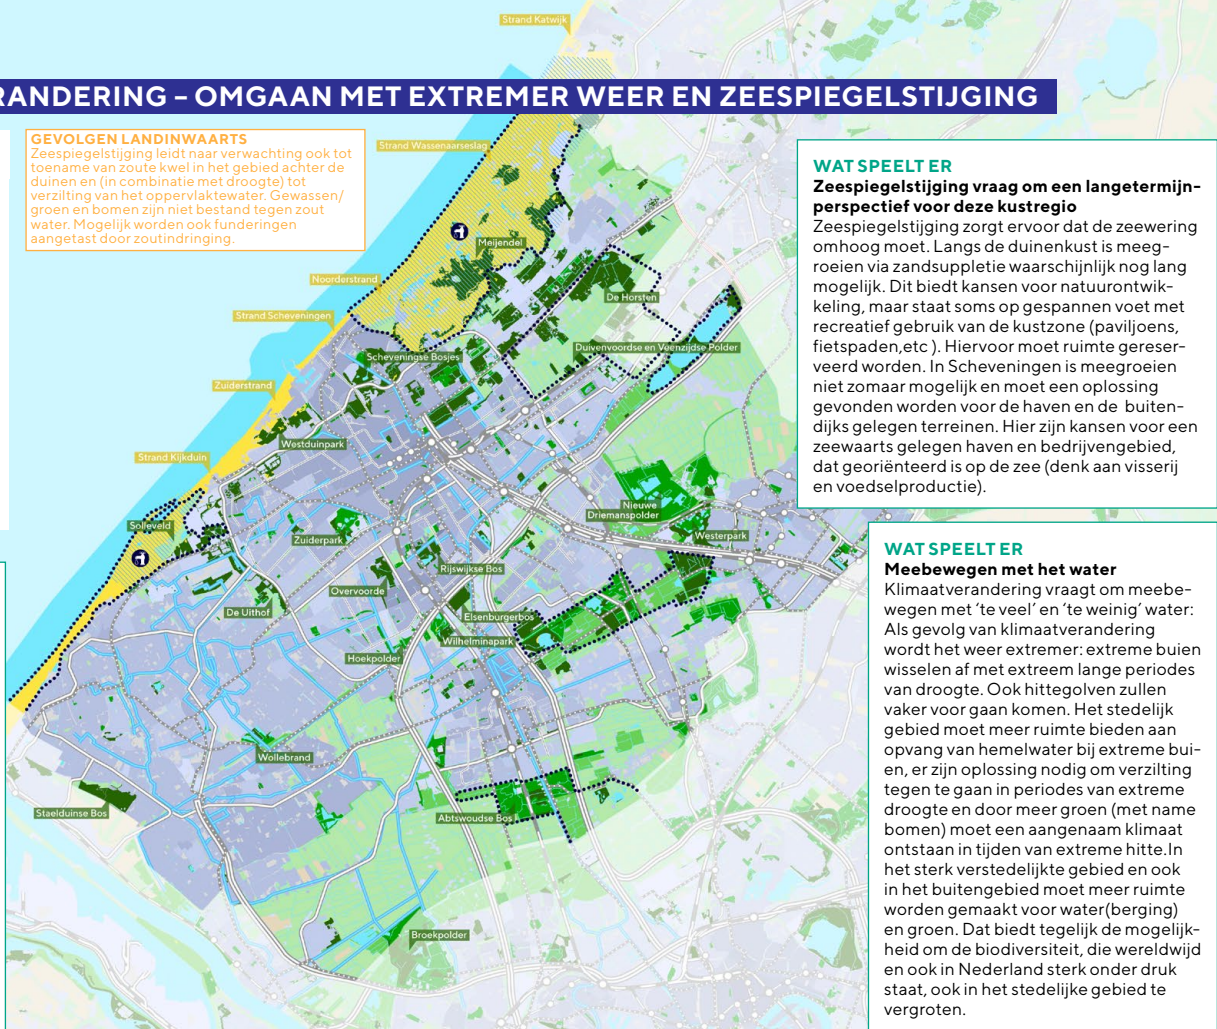 Strand Katwijk
RANDERING – OMGAAN MET EXTREMER WEER EN ZEESPIEGELSTIJGING
GEVOLGEN LANDINWAARTS
Zeespiegelstijging leidt naar verwachting ook tot
toename van zoute kwel in het gebied achter de
duinen en (in combinatie met droogte) tot
verzilting van het oppervlaktewater. Gewassen/
groen en bomen zijn niet bestand tegen zout
water. Mogelijk worden ook funderingen
aangetast door zoutindringing.
Strand Wassenaarseslag
Meijendel
Noorderstrand
De Horsten
Strand Scheveningen
Duivenvoordse en Veenzijdse Polder
Scheveningse Bosjes
Zuiderstrand
Westduinpark
Strand Kijkduin
Nieuwe
Driemanspolder
Solleveld
Westerpark
Zuiderpark
Rijswijkse Bos
Overvoorde
De Uithof
Elsenburgerbos
Wilhelminapark
Hoekpolder
Wollebrand
Staelduinse Bos
Abtswoudse Bos
Broekpolder
WAT SPEELT ER
Zeespiegelstijging vraag om een langetermijn-
perspectief voor deze kustregio
Zeespiegelstijging zorgt ervoor dat de zeewering
omhoog moet. Langs de duinenkust is meeg-
roeien via zandsuppletie waarschijnlijk nog lang
mogelijk. Dit biedt kansen voor natuurontwik-
keling, maar staat soms op gespannen voet met
recreatief gebruik van de kustzone (paviljoens,
fietspaden,etc ). Hiervoor moet ruimte gereser-
veerd worden. In Scheveningen is meegroeien
niet zomaar mogelijk en moet een oplossing
gevonden worden voor de haven en de  buiten-
dijks gelegen terreinen. Hier zijn kansen voor een
zeewaarts gelegen haven en bedrijvengebied,
dat georiënteerd is op de zee (denk aan visserij
en voedselproductie).
WAT SPEELT ER
Meebewegen met het water
Klimaatverandering vraagt om meebe-
wegen met ‘te veel’ en ‘te weinig’ water:
Als gevolg van klimaatverandering
wordt het weer extremer: extreme buien
wisselen af met extreem lange periodes
van droogte. Ook hittegolven zullen
vaker voor gaan komen. Het stedelijk
gebied moet meer ruimte bieden aan
opvang van hemelwater bij extreme bui-
en, er zijn oplossing nodig om verzilting
tegen te gaan in periodes van extreme
droogte en door meer groen (met name
bomen) moet een aangenaam klimaat
ontstaan in tijden van extreme hitte.In
het sterk verstedelijkte gebied en ook
in het buitengebied moet meer ruimte
worden gemaakt voor water(berging)
en groen. Dat biedt tegelijk de mogelijk-
heid om de biodiversiteit, die wereldwijd
en ook in Nederland sterk onder druk
staat, ook in het stedelijke gebied te
vergroten.